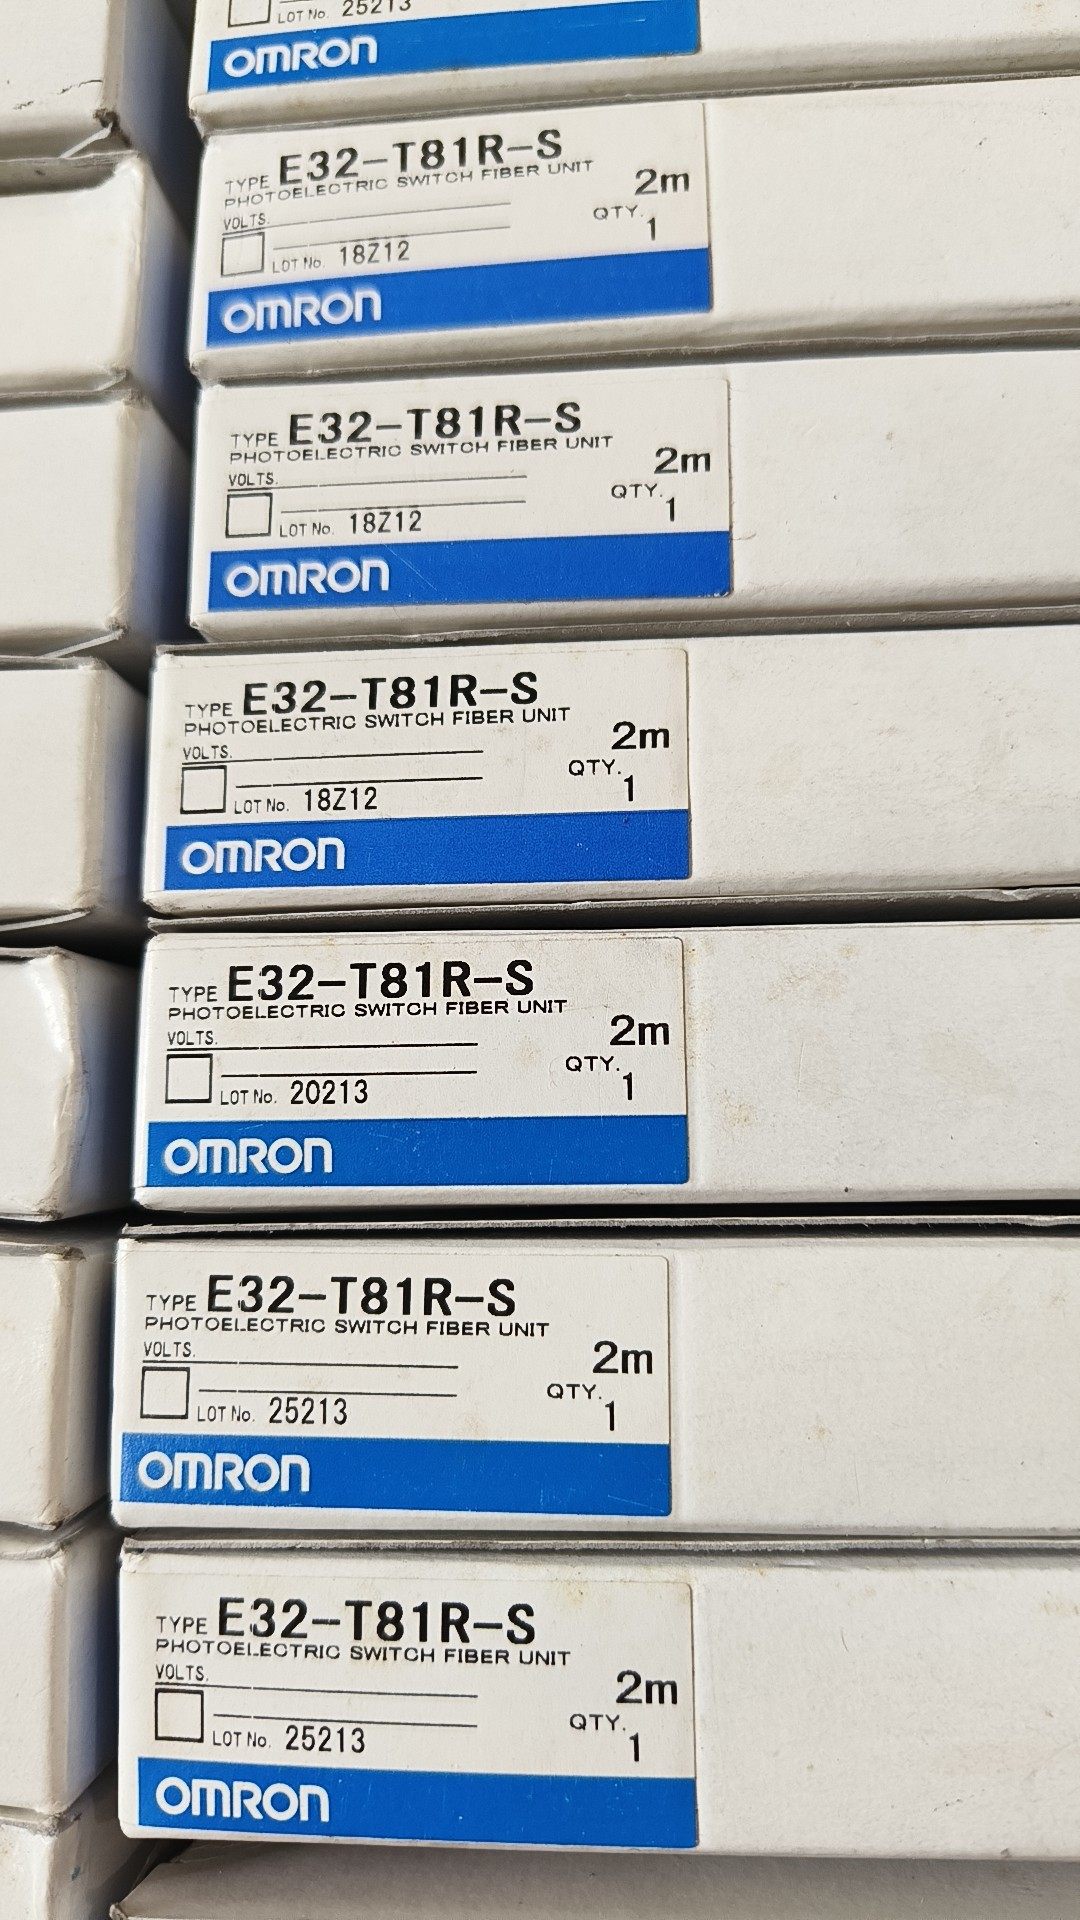 LOT No. 25213
OMRON
TYPE E32-T81R-S
PHOTOELECTRIC SWITCH FIBER UNIT
2m
VOLTS.
QTY. 1
LOT No. 18Z12
OMRON
TYPE E32-T81R-S
PHOTOELECTRIC SWITCH FIBER UNIT
2m
VOLTS.
QTY. 1
LOT No. 18Z12
OMRON
TYPE E32-T81R-S
PHOTOELECTRIC SWITCH FIBER UNIT
2m
VOLTS.
QTY. 1
LOT No. 18Z12
OMRON
TYPE E32-T81R-S
PHOTOELECTRIC SWITCH FIBER UNIT
2m
VOLTS.
QTY. 1
LOT No. 20213
OMRON
TYPE E32-T81R-S
PHOTOELECTRIC SWITCH FIBER UNIT
2m
VOLTS.
QTY. 1
LOT No. 25213
OMRON
TYPE E32-T81R-S
PHOTOELECTRIC SWITCH FIBER UNIT
2m
VOLTS.
QTY. 1
LOT No. 25213
OMRON